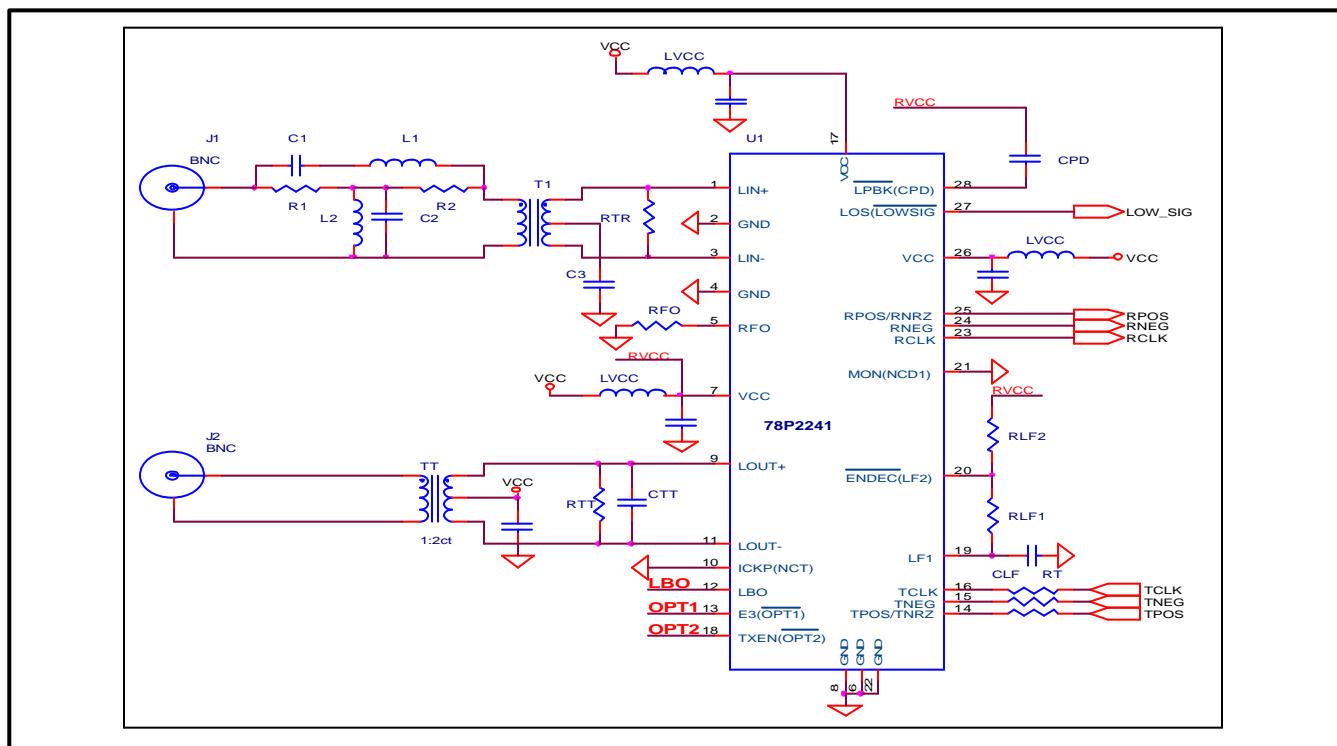 VCC
LVCC
RVCC
J1
BNC
C1
L1
U1
17
VCC
CPD
R1
L2
C2
R2
T1
RTR
1
LIN+
LPBK(CPD)
28
2
GND
LOS(LOWSIG
27
LOW_SIG
3
LIN-
VCC
26
LVCC
VCC
C3
4
GND
RFO
5
RFO
RPOS/RNRZ
25
RPOS
RNEG
24
RNEG
RCLK
23
RCLK
RVCC
MON(NCD1)
21
VCC
LVCC
7
VCC
RVCC
78P2241
RLF2
J2
BNC
TT
VCC
9
LOUT+
ENDEC(LF2)
20
RTT
CTT
RLF1
1:2ct
11
LOUT-
LF1
19
10
ICKP(NCT)
CLF
RT
LBO
12
LBO
TCLK
16
TCLK
TNEG
15
TNEG
OPT1
13
E3(OPT1)
TPOS/TNRZ
14
TPOS
OPT2
18
TXEN(OPT2)
GND
GND
GND
8
6
22